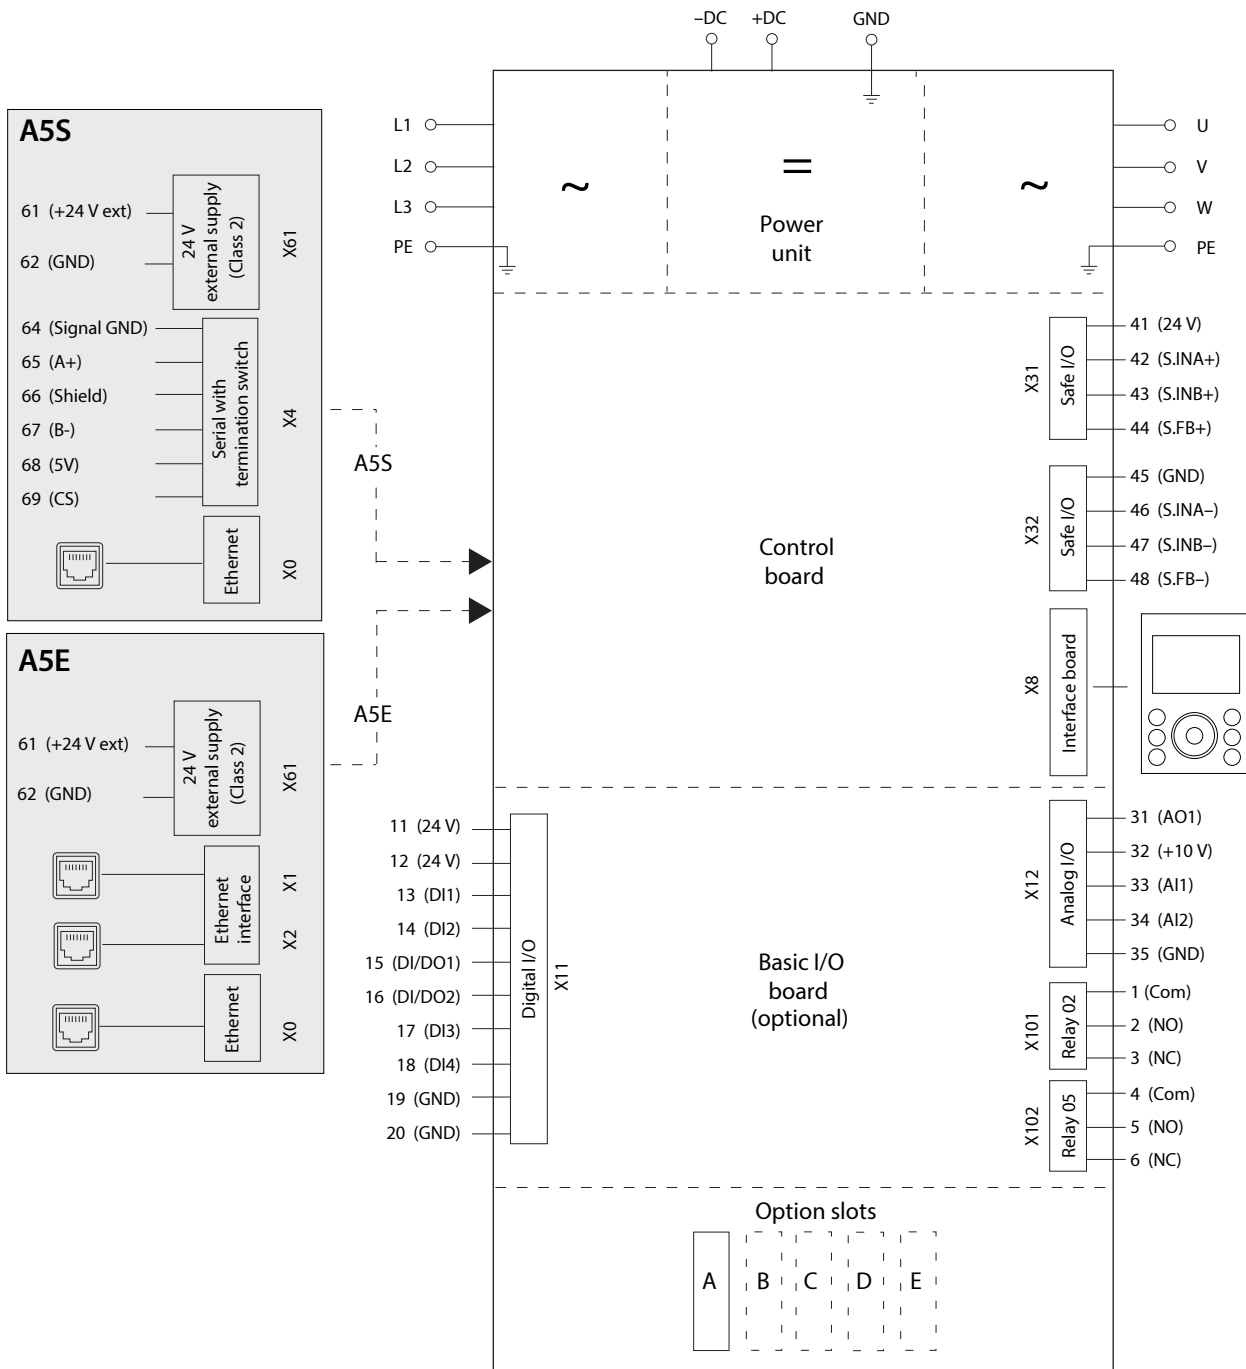 –DC
+DC
GND
L1
L2
L3
PE
~
=
~
Power
unit
U
V
W
PE
A5S
61 (+24 V ext)
62 (GND)
24 V
external supply
(Class 2)
X61
64 (Signal GND)
65 (A+)
66 (Shield)
67 (B-)
68 (5V)
69 (CS)
Serial with
termination switch
X4
Ethernet
X0
A5S
A5E
61 (+24 V ext)
62 (GND)
24 V
external supply
(Class 2)
X61
Ethernet
interface
X1
X2
Ethernet
X0
A5E
Control
board
X31
Safe I/O
41 (24 V)
42 (S.INA+)
43 (S.INB+)
44 (S.FB+)
X32
Safe I/O
45 (GND)
46 (S.INA–)
47 (S.INB–)
48 (S.FB–)
X8
Interface board
11 (24 V)
12 (24 V)
13 (DI1)
14 (DI2)
15 (DI/DO1)
16 (DI/DO2)
17 (DI3)
18 (DI4)
19 (GND)
20 (GND)
Digital I/O
X11
Basic I/O
board
(optional)
X12
Analog I/O
31 (AO1)
32 (+10 V)
33 (AI1)
34 (AI2)
35 (GND)
X101
Relay 02
1 (Com)
2 (NO)
3 (NC)
X102
Relay 05
4 (Com)
5 (NO)
6 (NC)
Option slots
A
B
C
D
E